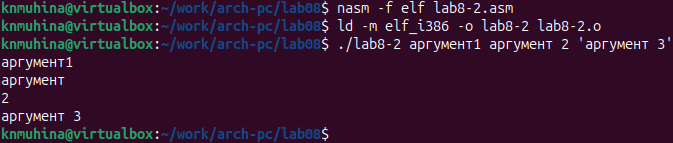 knmuhina@virtualbox:~/work/arch-pc/lab08$ nasm -f elf lab8-2.asm
knmuhina@virtualbox:~/work/arch-pc/lab08$ ld -m elf_i386 -o lab8-2 lab8-2.o
knmuhina@virtualbox:~/work/arch-pc/lab08$ ./lab8-2 аргумент1 аргумент 2 'аргумент 3'
аргумент1
аргумент
2
аргумент 3
knmuhina@virtualbox:~/work/arch-pc/lab08$